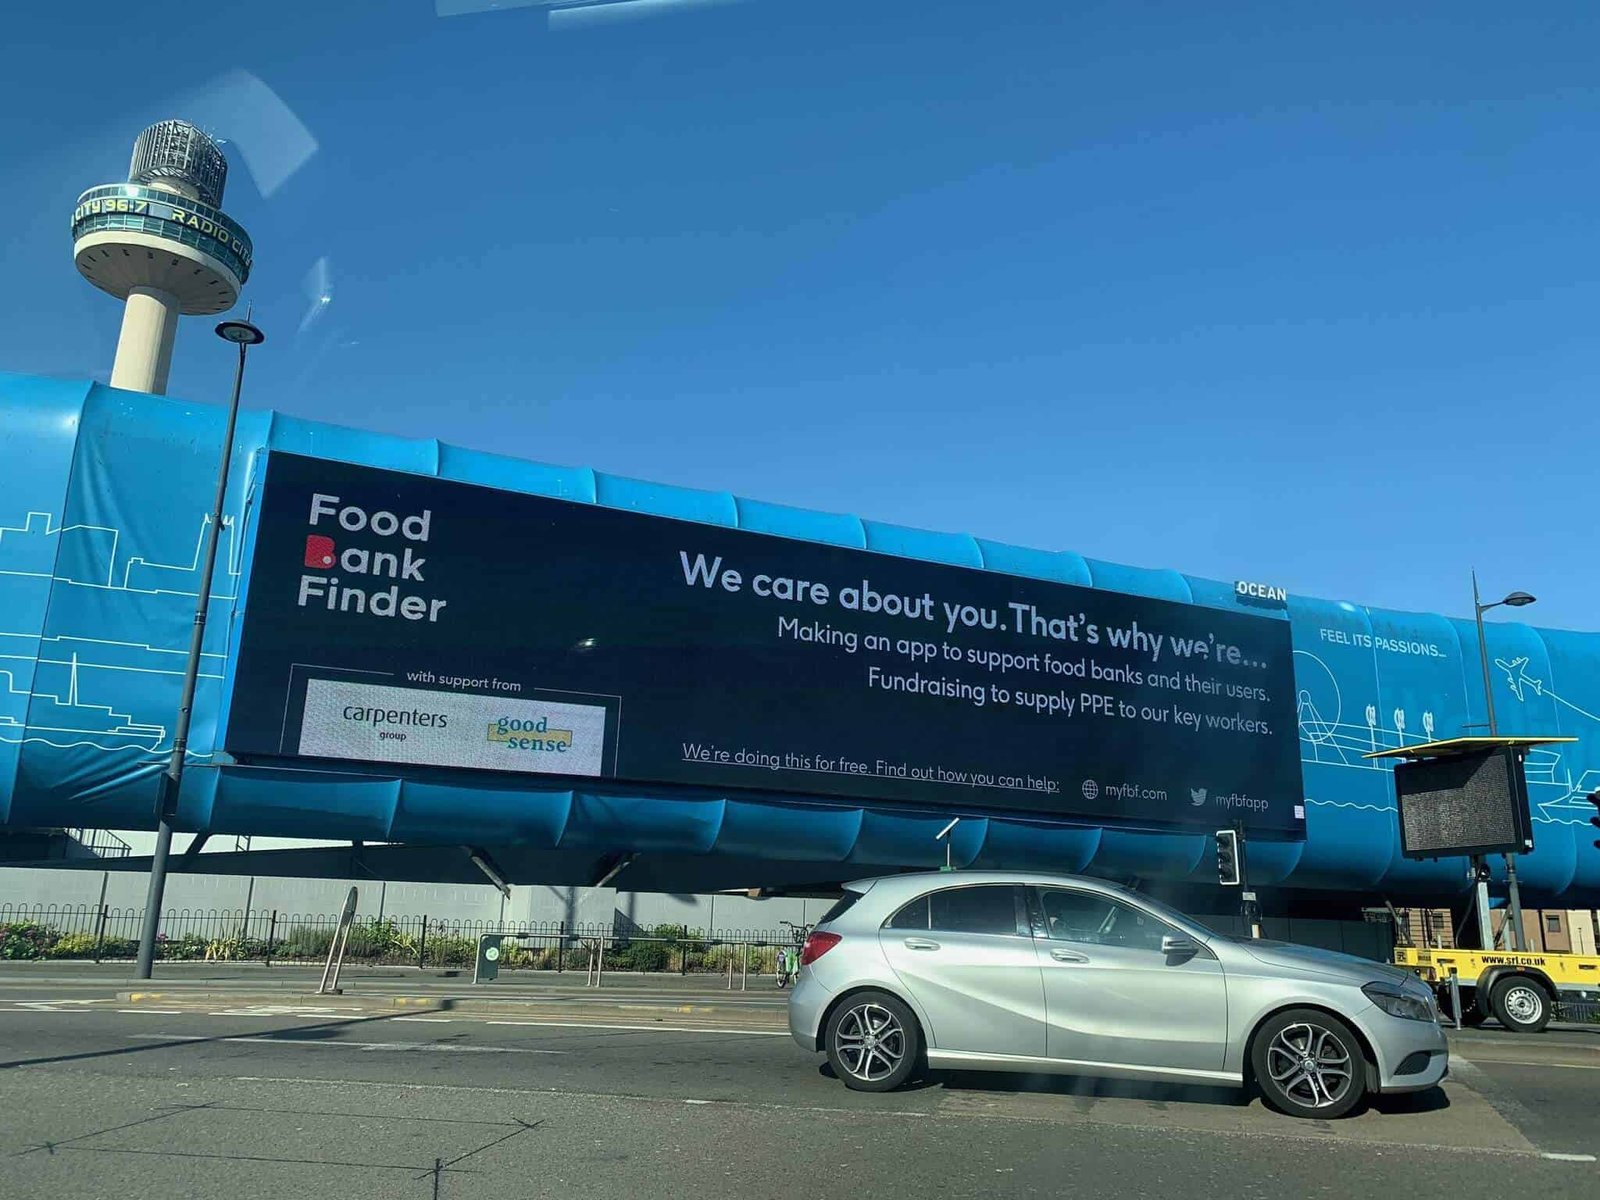 CITY 96.7 RADIO CITY
Food
Bank
Finder
with support from
carpenters
group
good
sense
We care about you. That's why we're...
Making an app to support food banks and their users.
Fundraising to supply PPE to our key workers.
We're doing this for free. Find out how you can help:
myfbf.com
myfbfapp
OCEAN
FEEL ITS PASSIONS...
www.srl.co.uk